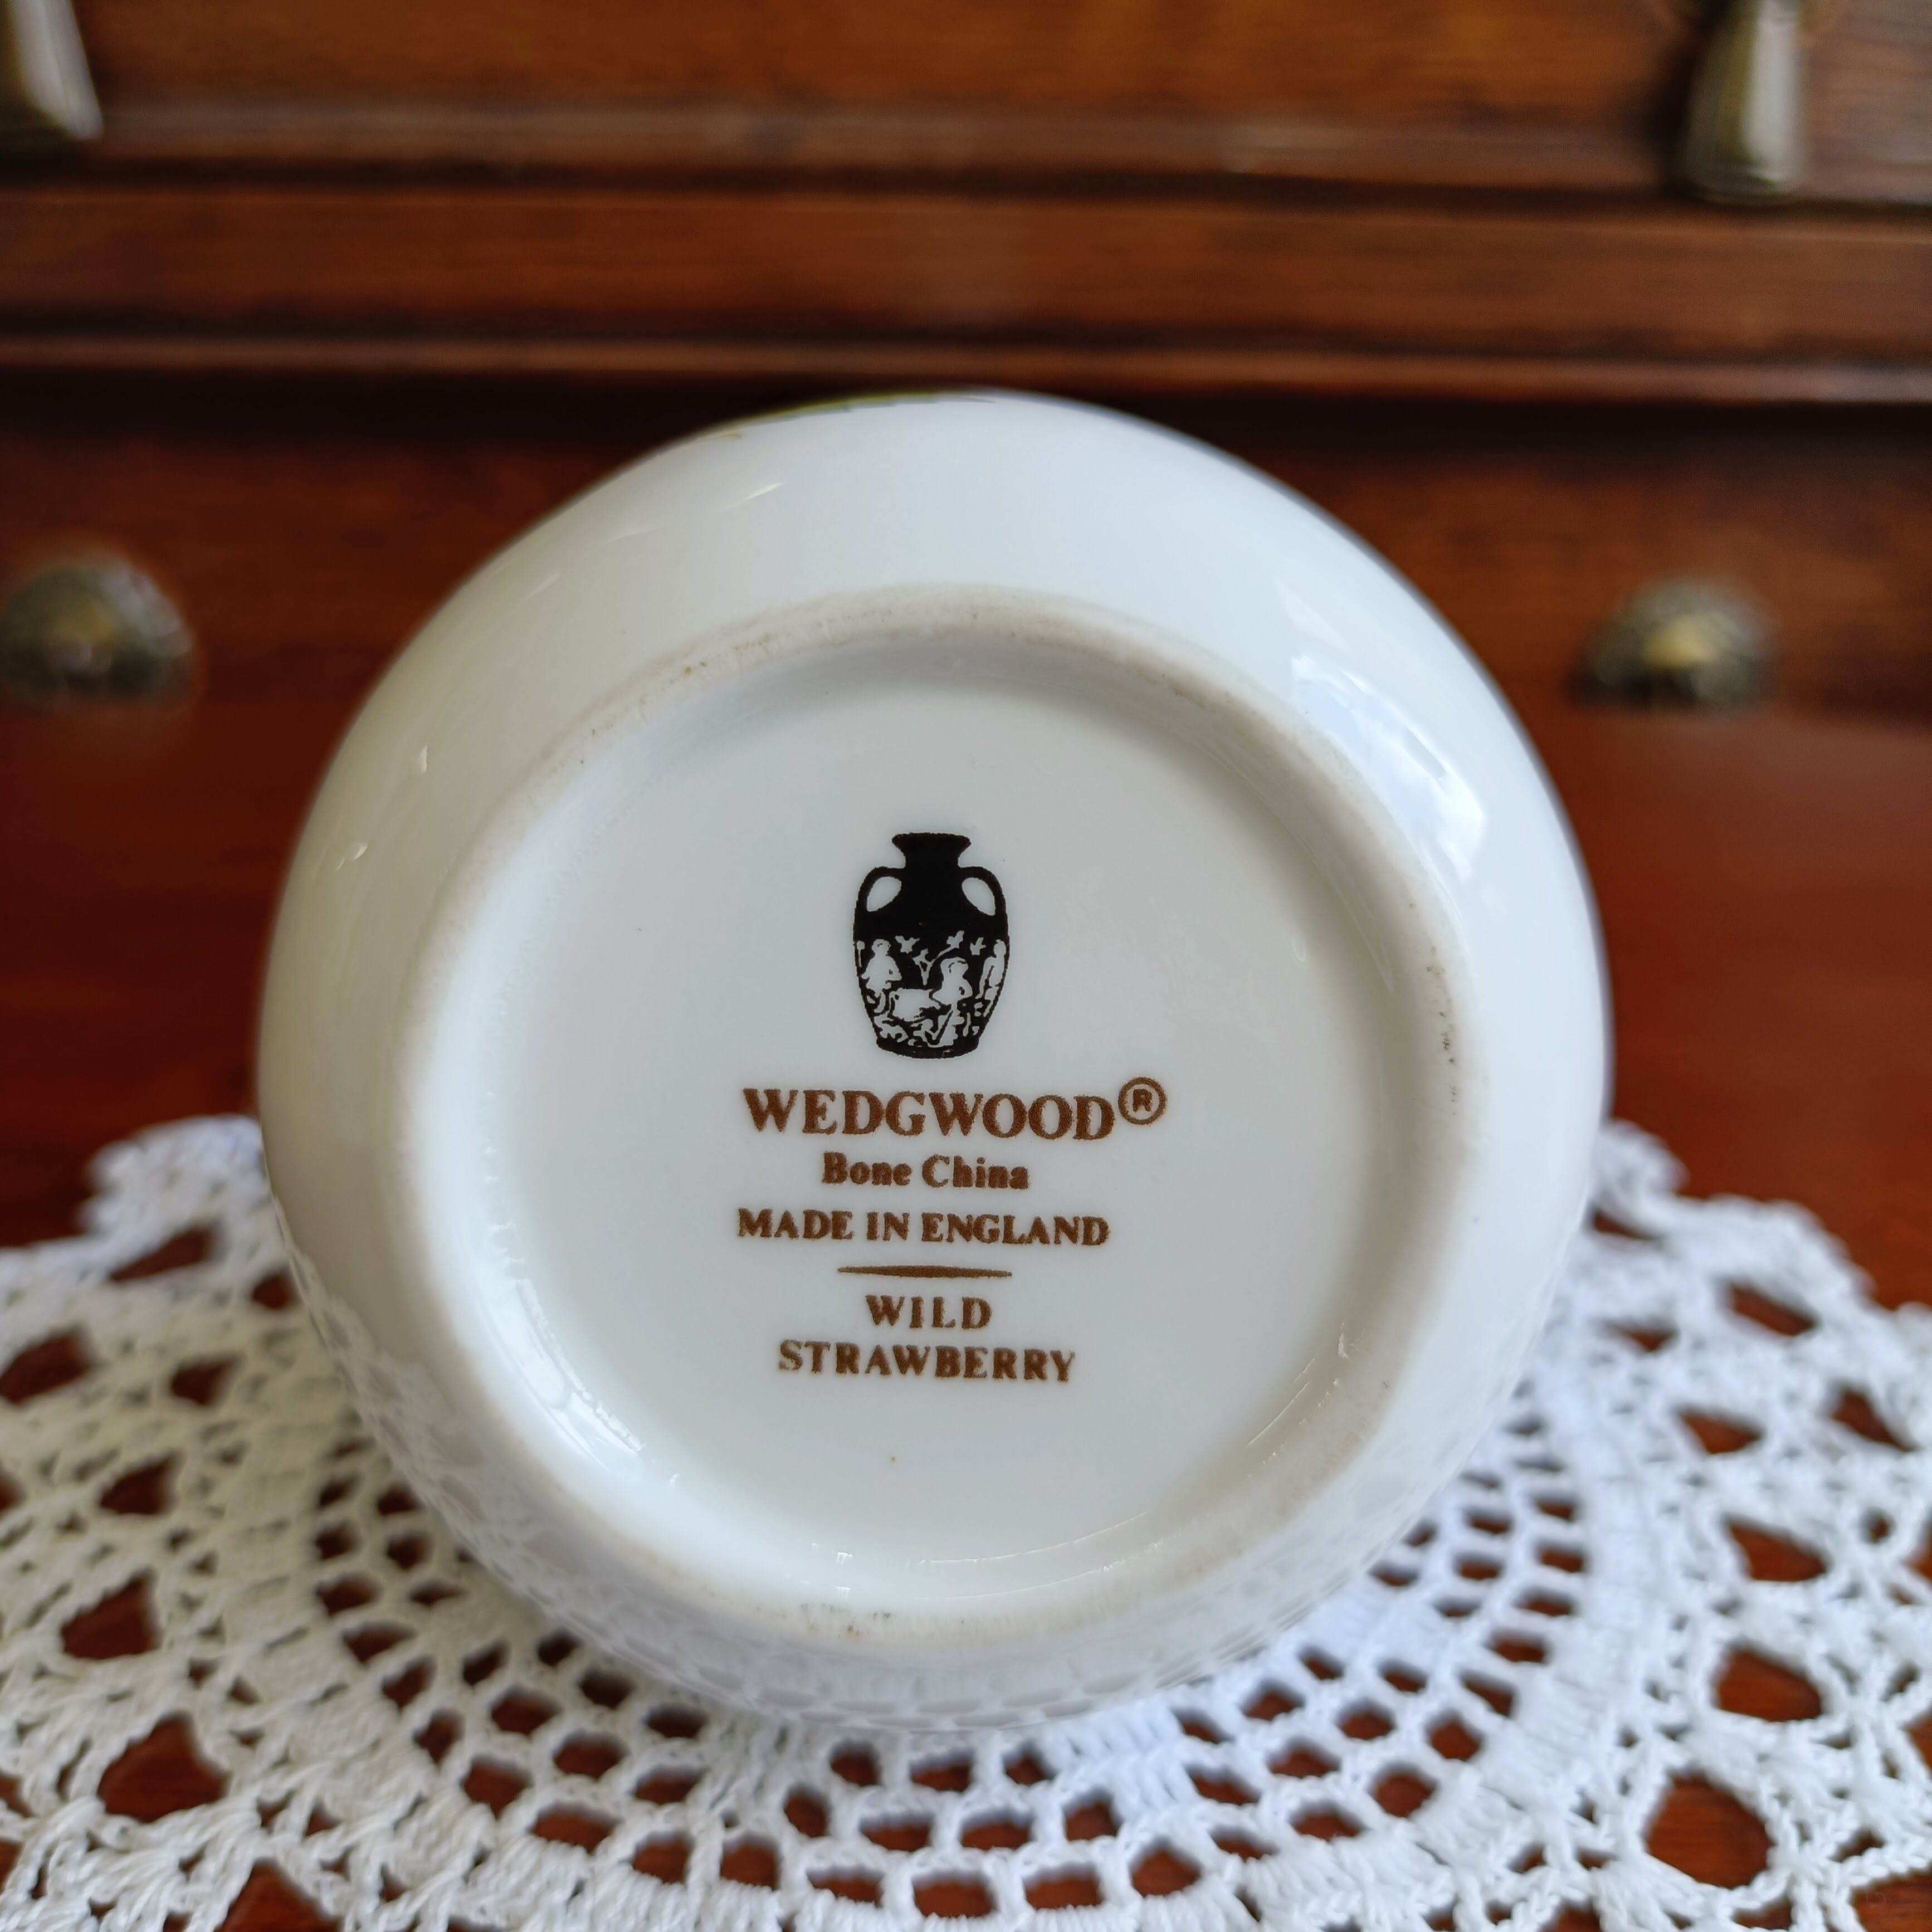 WEDGWOOD®
Bone China
MADE IN ENGLAND
WILD
STRAWBERRY